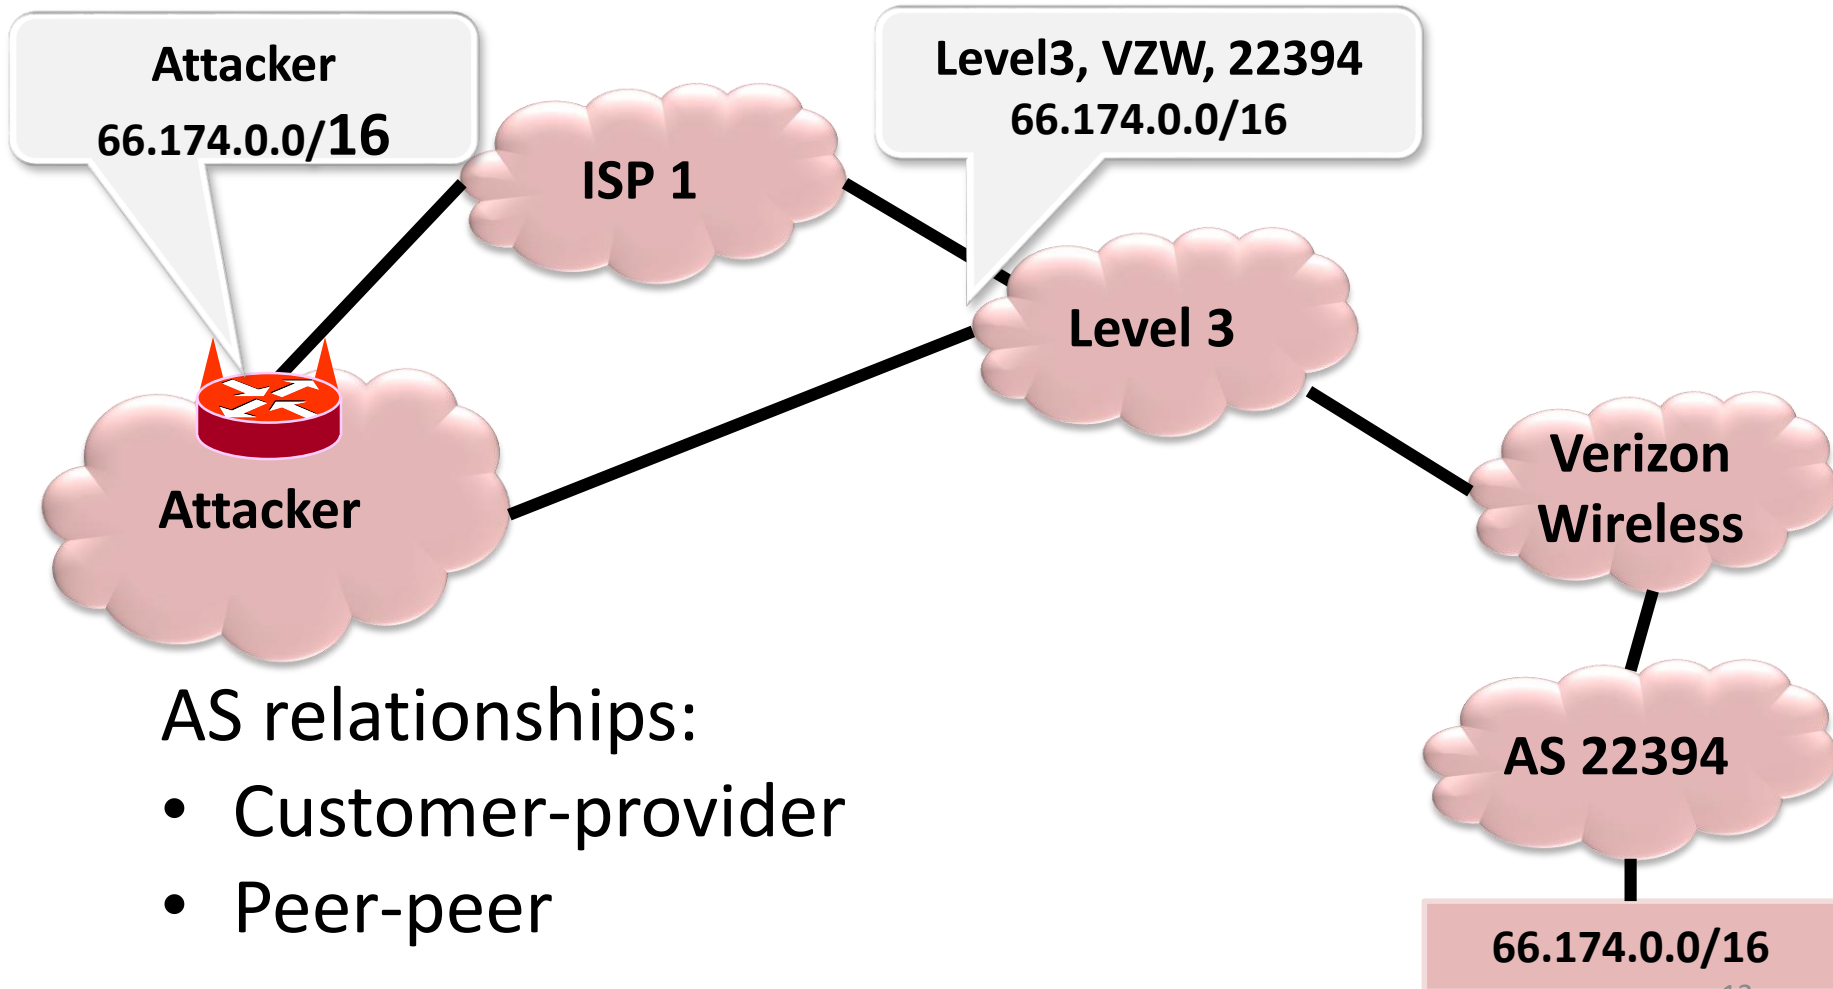 Attacker
66.174.0.0/16
Level3, VZW, 22394
66.174.0.0/16
ISP 1
Level 3
Attacker
Verizon
Wireless
AS 22394
66.174.0.0/16
AS relationships:
• Customer-provider
• Peer-peer